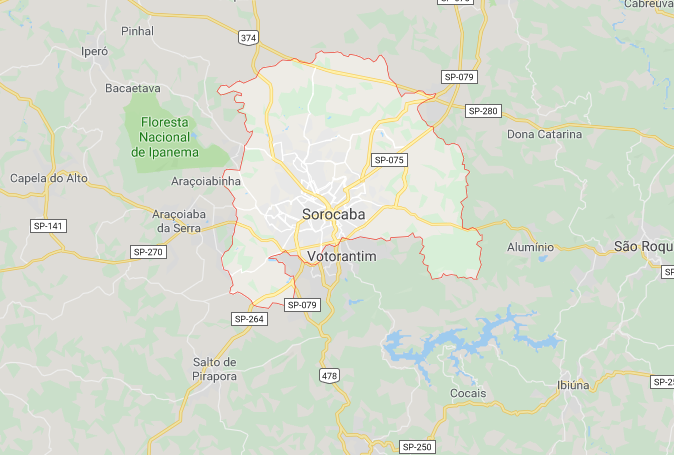 SP-075
Cabreuva
Pinhal
374
Iperó
SP-079
Bacaetava
SP-280
Floresta
Nacional
de Ipanema
Dona Catarina
SP-075
Capela do Alto
Araçoiabinha
Araçoiaba
da Serra
Sorocaba
SP-141
SP-270
Votorantim
Alumínio
São Roqu
SP-079
SP-264
Salto de
Pirapora
478
Cocais
Ibiúna
SP-250